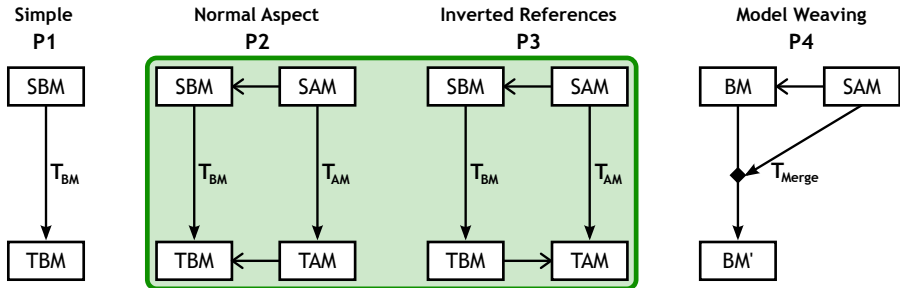 Simple
P1
Normal Aspect
P2
Inverted References
P3
Model Weaving
P4
SBM
SBM
SAM
SBM
SAM
BM
SAM
T_BM
T_BM
T_AM
T_BM
T_AM
T_Merge
TBM
TBM
TAM
TBM
TAM
BM'